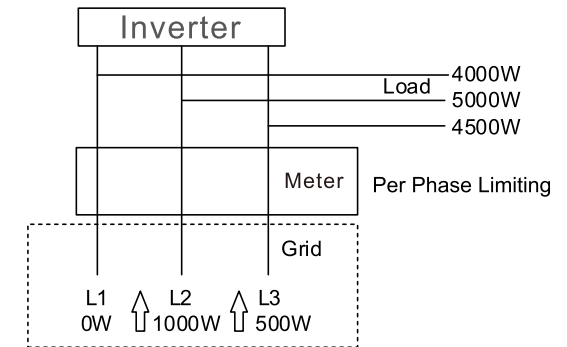 Inverter
4000W
Load
5000W
4500W
Meter
Per Phase Limiting
Grid
L1 L2 L3
0W 1000W 500W